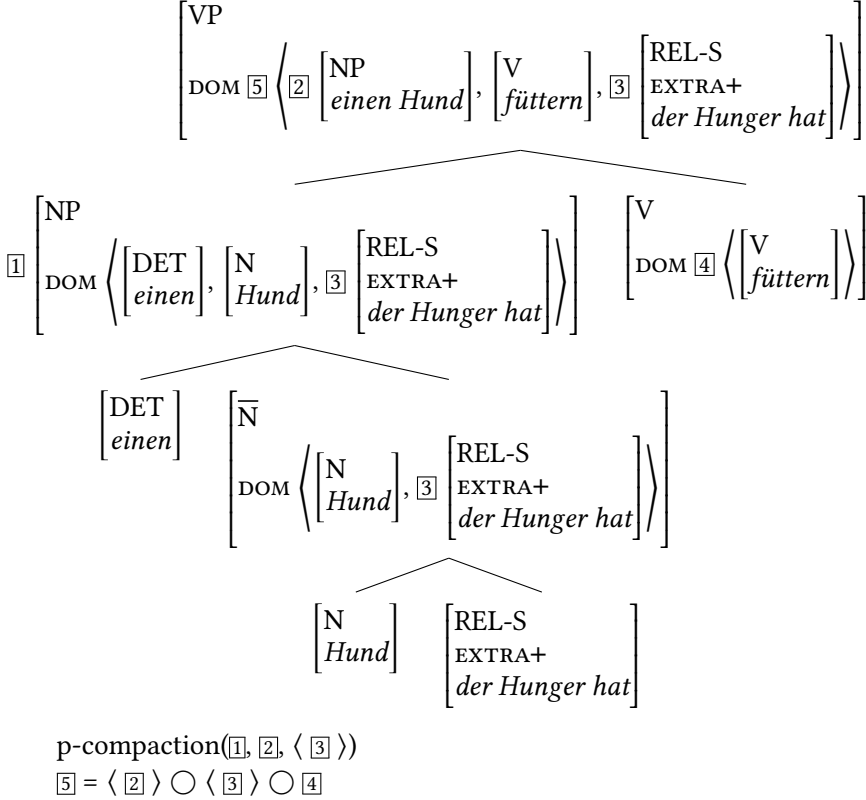 VP
DOM 5 ⟨ 2 [NP einen Hund], [V füttern], 3 [REL-S EXTRA+ der Hunger hat] ⟩
1 NP
DOM ⟨ [DET einen], [N Hund], 3 [REL-S EXTRA+ der Hunger hat] ⟩
V
DOM 4 ⟨ [V füttern] ⟩
DET
einen
N̅
DOM ⟨ [N Hund], 3 [REL-S EXTRA+ der Hunger hat] ⟩
N
Hund
REL-S
EXTRA+
der Hunger hat
p-compaction(1, 2, ⟨ 3 ⟩)
5 = ⟨ 2 ⟩ ◯ ⟨ 3 ⟩ ◯ 4